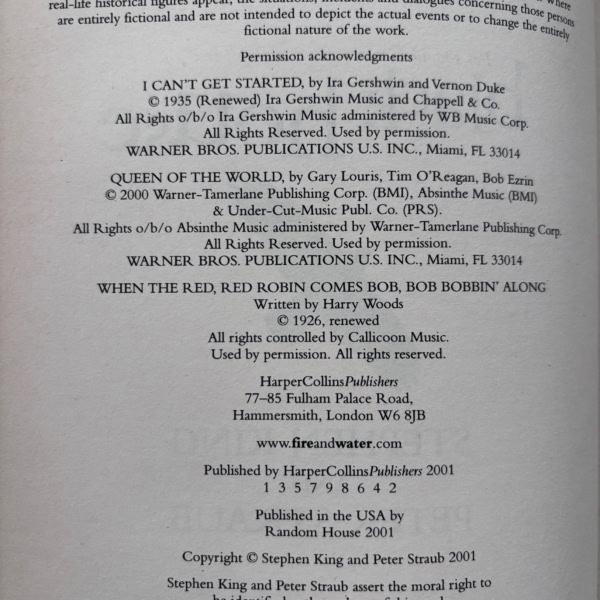 real-life historical figures appear, the situations, incidents and dialogues concerning those persons
are entirely fictional and are not intended to depict the actual events or to change the entirely
fictional nature of the work.
Permission acknowledgments
I CAN'T GET STARTED, by Ira Gershwin and Vernon Duke
© 1935 (Renewed) Ira Gershwin Music and Chappell & Co.
All Rights o/b/o Ira Gershwin Music administered by WB Music Corp.
All Rights Reserved. Used by permission.
WARNER BROS. PUBLICATIONS U.S. INC., Miami, FL 33014
QUEEN OF THE WORLD, by Gary Louris, Tim O'Reagan, Bob Ezrin
© 2000 Warner-Tamerlane Publishing Corp. (BMI), Absinthe Music (BMI)
& Under-Cut-Music Publ. Co. (PRS).
All Rights o/b/o Absinthe Music administered by Warner-Tamerlane Publishing Corp.
All Rights Reserved. Used by permission.
WARNER BROS. PUBLICATIONS U.S. INC., Miami, FL 33014
WHEN THE RED, RED ROBIN COMES BOB, BOB BOBBIN' ALONG
Written by Harry Woods
© 1926, renewed
All rights controlled by Callicoon Music.
Used by permission. All rights reserved.
HarperCollinsPublishers
77–85 Fulham Palace Road,
Hammersmith, London W6 8JB
www.fireandwater.com
Published by HarperCollinsPublishers 2001
1 3 5 7 9 8 6 4 2
Published in the USA by
Random House 2001
Copyright © Stephen King and Peter Straub 2001
Stephen King and Peter Straub assert the moral right to